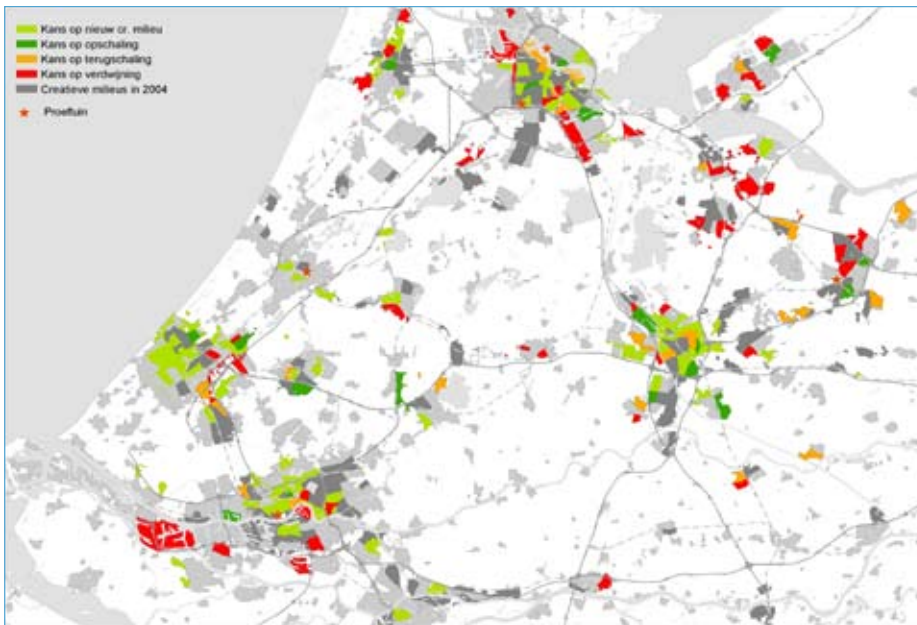 Kans op nieuw cr. milieu
Kans op opschaling
Kans op terugschaling
Kans op verdwijning
Creatieve milieus in 2004
Proeftuin